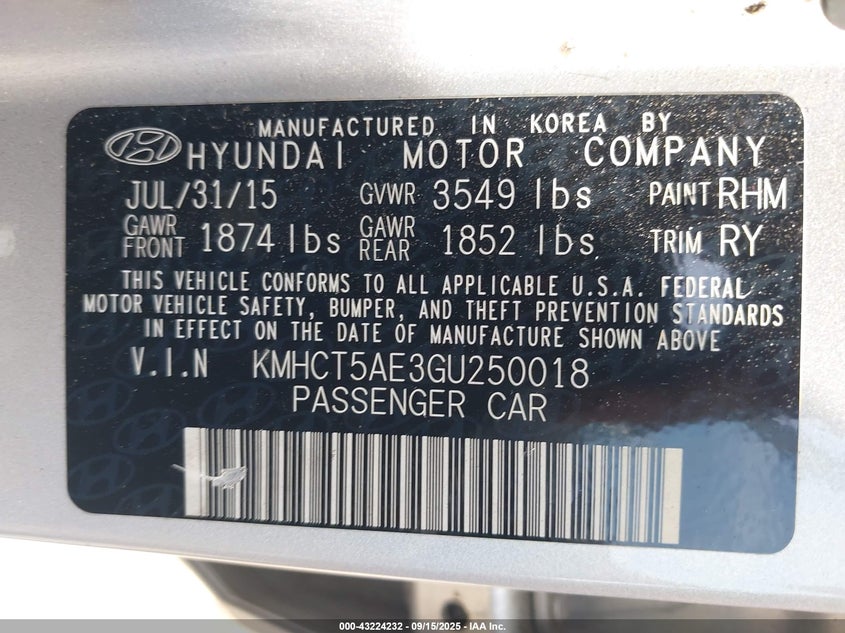 MANUFACTURED IN KOREA BY
HYUNDAI MOTOR COMPANY
JUL/31/15 GVWR 3549 lbs PAINT RHM
GAWR FRONT 1874 lbs GAWR REAR 1852 lbs TRIM RY
THIS VEHICLE CONFORMS TO ALL APPLICABLE U.S.A. FEDERAL
MOTOR VEHICLE SAFETY, BUMPER, AND THEFT PREVENTION STANDARDS
IN EFFECT ON THE DATE OF MANUFACTURE SHOWN ABOVE
V.I.N KMHCT5AE3GU250018
PASSENGER CAR
000-43224232 - 09/15/2025 - IAA Inc.